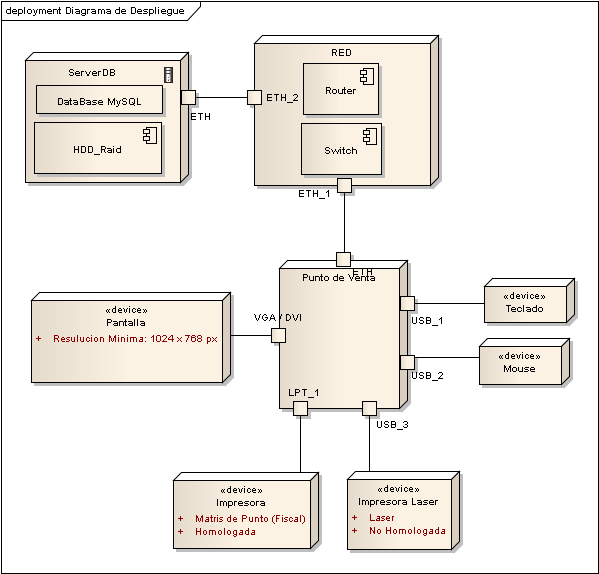 deployment Diagrama de Despliegue
ServerDB
DataBase MySQL
HDD_Raid
ETH
RED
Router
Switch
ETH_2
ETH_1
ETH
Punto de Venta
VGA / DVI
LPT_1
USB_1
USB_2
USB_3
«device»
Pantalla
+ Resulucion Minima: 1024 x 768 px
«device»
Teclado
«device»
Mouse
«device»
Impresora
+ Matris de Punto (Fiscal)
+ Homologada
«device»
Impresora Laser
+ Laser
+ No Homologada